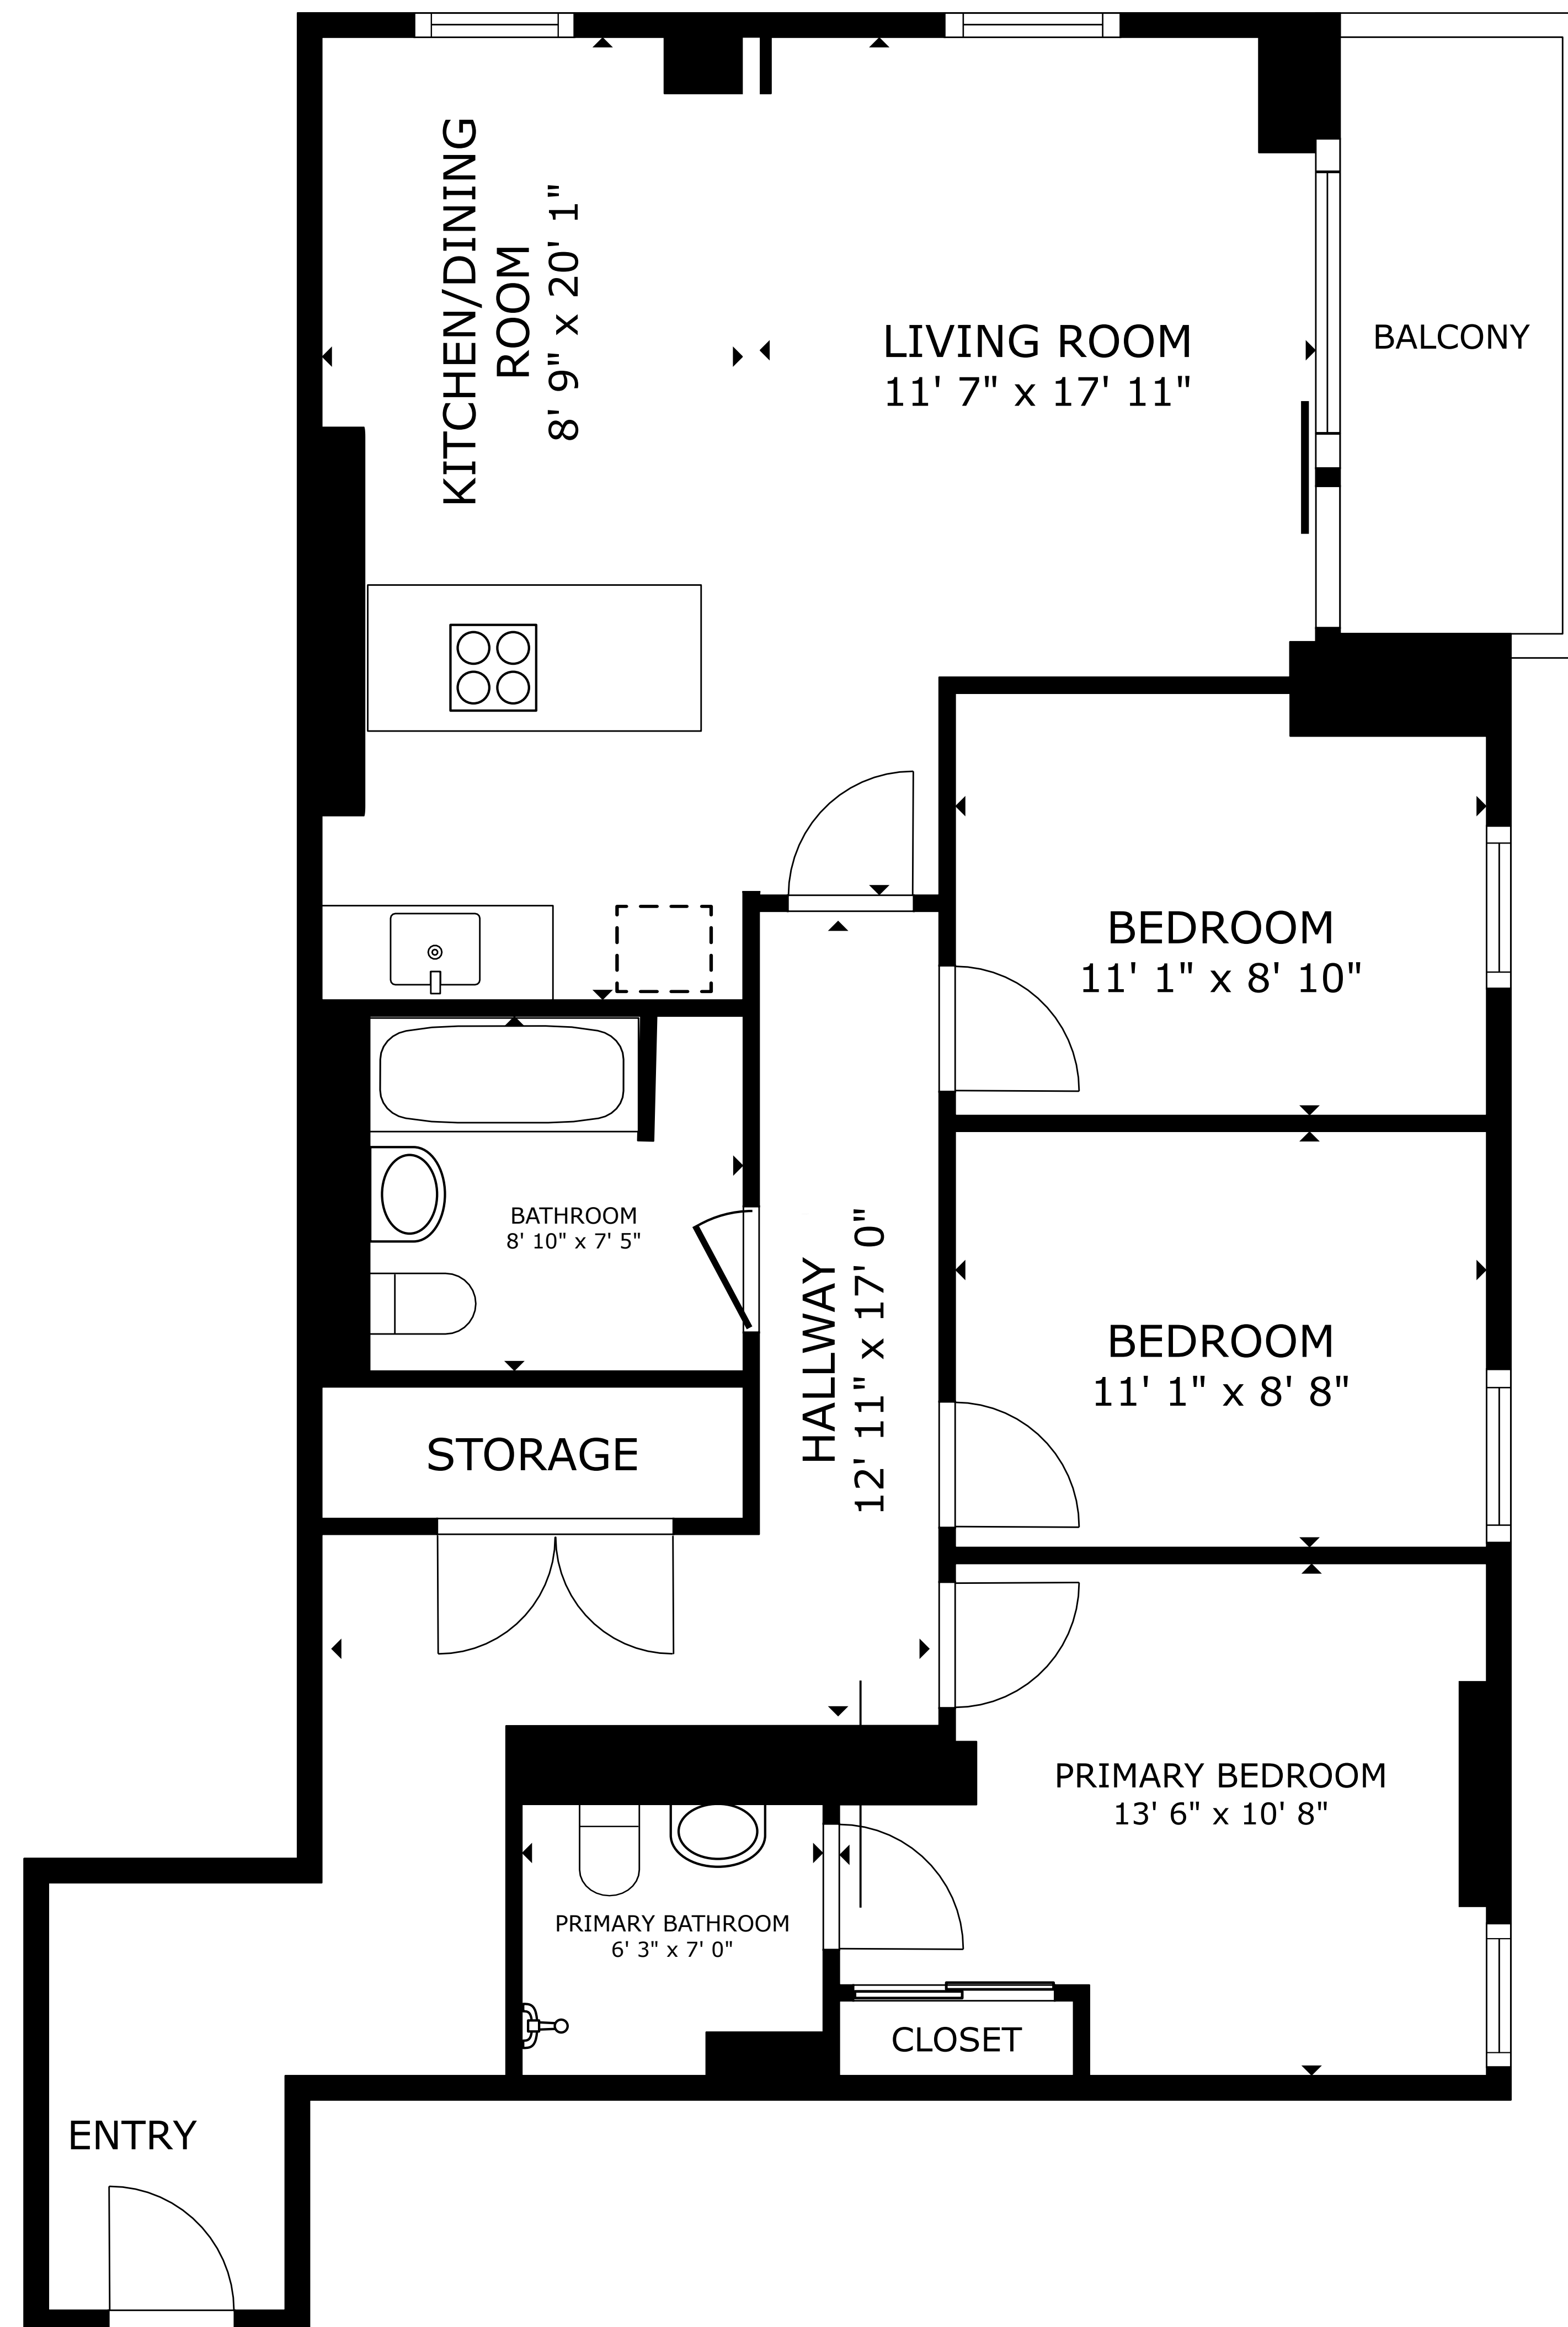 KITCHEN/DINING
ROOM
8' 9" x 20' 1"
LIVING ROOM
11' 7" x 17' 11"
BALCONY
BEDROOM
11' 1" x 8' 10"
BATHROOM
8' 10" x 7' 5"
HALLWAY
12' 11" x 17' 0"
BEDROOM
11' 1" x 8' 8"
STORAGE
PRIMARY BEDROOM
13' 6" x 10' 8"
PRIMARY BATHROOM
6' 3" x 7' 0"
CLOSET
ENTRY